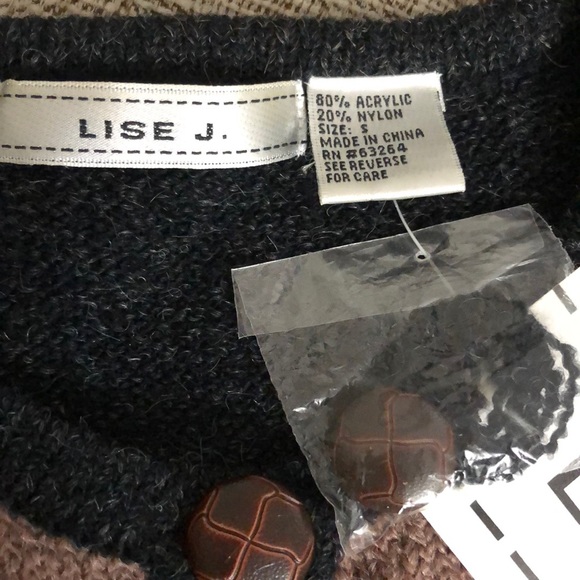 LISE J.
80% ACRYLIC
20% NYLON
SIZE: S
MADE IN CHINA
RN #63264
SEE REVERSE
FOR CARE